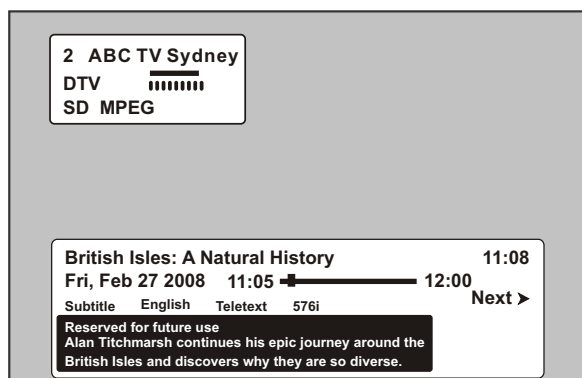 2 ABC TV Sydney
DTV
SD MPEG
British Isles: A Natural History 11:08
Fri, Feb 27 2008 11:05 12:00
Subtitle English Teletext 576i Next
Reserved for future use
Alan Titchmarsh continues his epic journey around the
British Isles and discovers why they are so diverse.